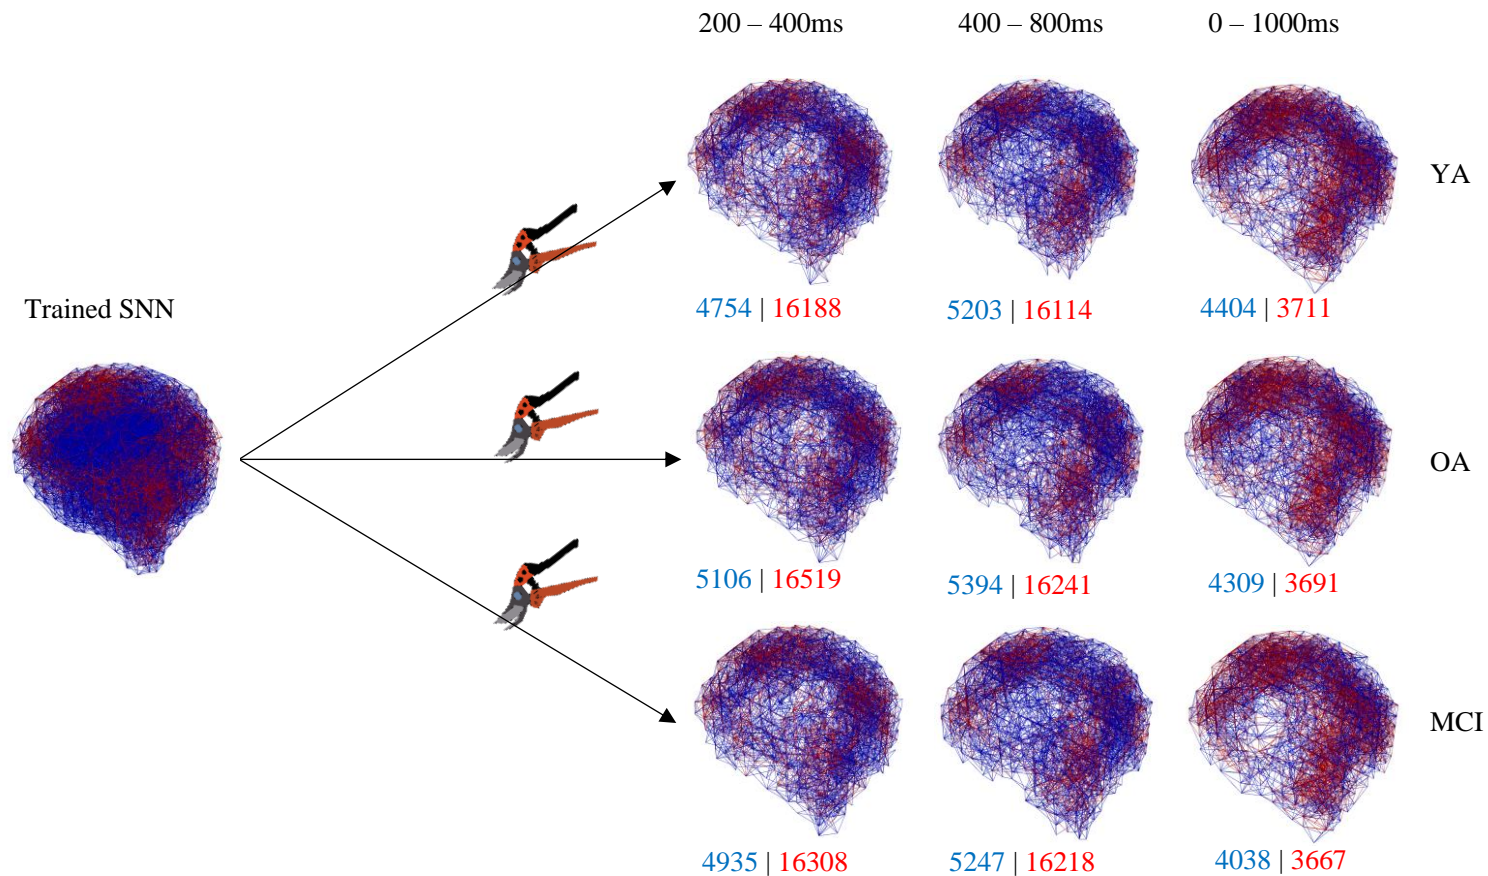 200 – 400ms
400 – 800ms
0 – 1000ms
YA
4754 | 16188
5203 | 16114
4404 | 3711
Trained SNN
OA
5106 | 16519
5394 | 16241
4309 | 3691
MCI
4935 | 16308
5247 | 16218
4038 | 3667